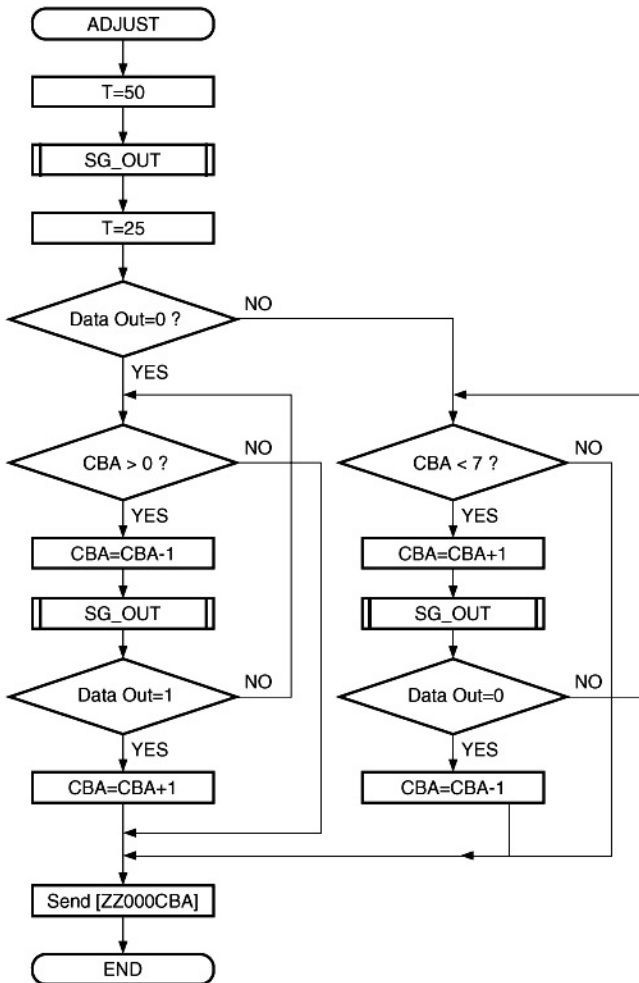 ADJUST
T=50
SG_OUT
T=25
Data Out=0 ?
NO
YES
CBA > 0 ?
NO
YES
CBA=CBA-1
SG_OUT
Data Out=1
NO
YES
CBA=CBA+1
CBA < 7 ?
NO
YES
CBA=CBA+1
SG_OUT
Data Out=0
NO
YES
CBA=CBA-1
Send [ZZ000CBA]
END